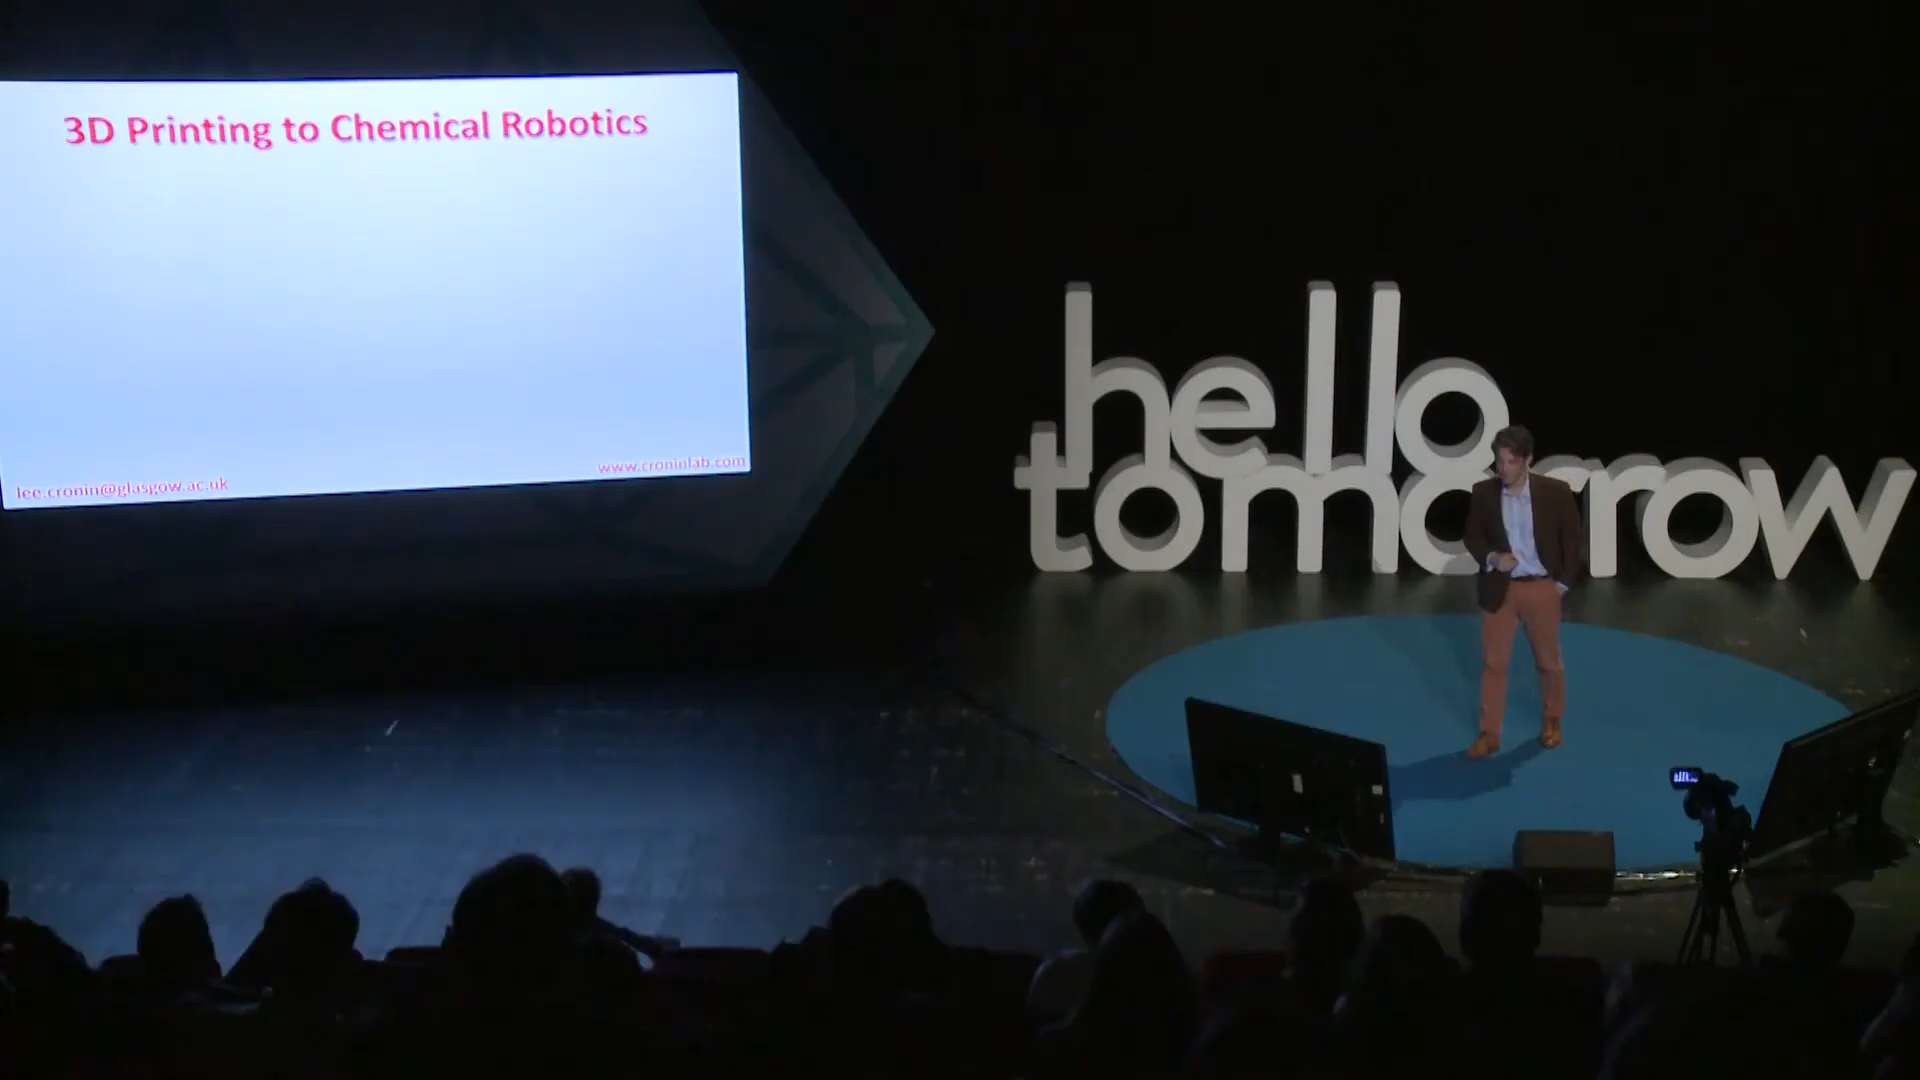 3D Printing to Chemical Robotics
www.croninlab.com
lee.cronin@glasgow.ac.uk
hello
tomorrow